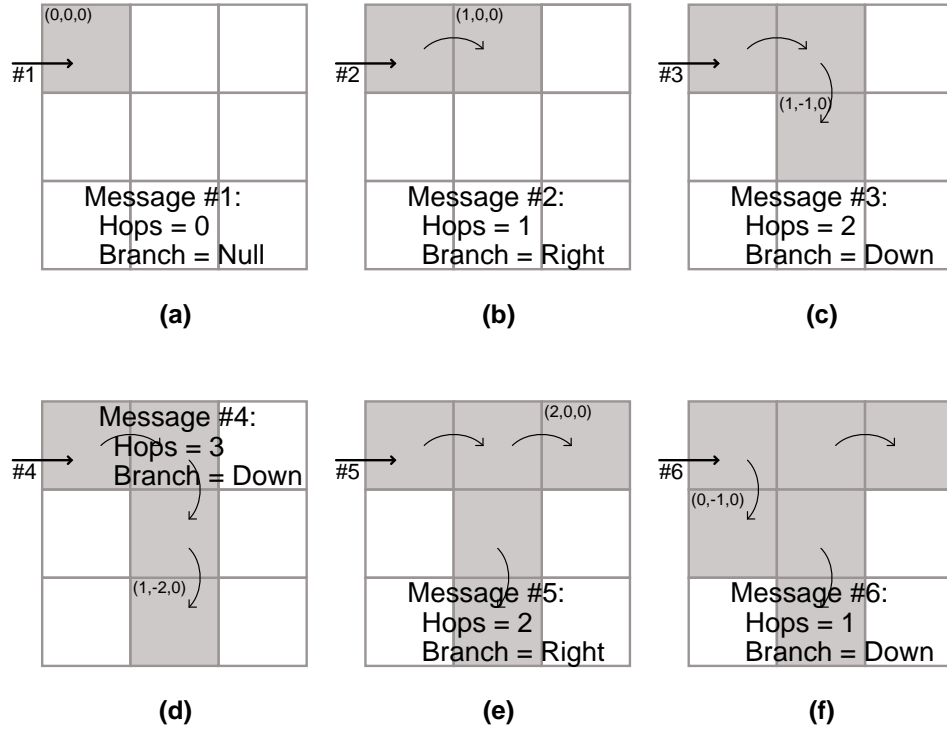 (0,0,0)
#1
Message #1:
Hops = 0
Branch = Null
(a)
(1,0,0)
#2
Message #2:
Hops = 1
Branch = Right
(b)
#3
(1,-1,0)
Message #3:
Hops = 2
Branch = Down
(c)
Message #4:
Hops = 3
#4
Branch = Down
(1,-2,0)
(d)
(2,0,0)
#5
Message #5:
Hops = 2
Branch = Right
(e)
#6
(0,-1,0)
Message #6:
Hops = 1
Branch = Down
(f)